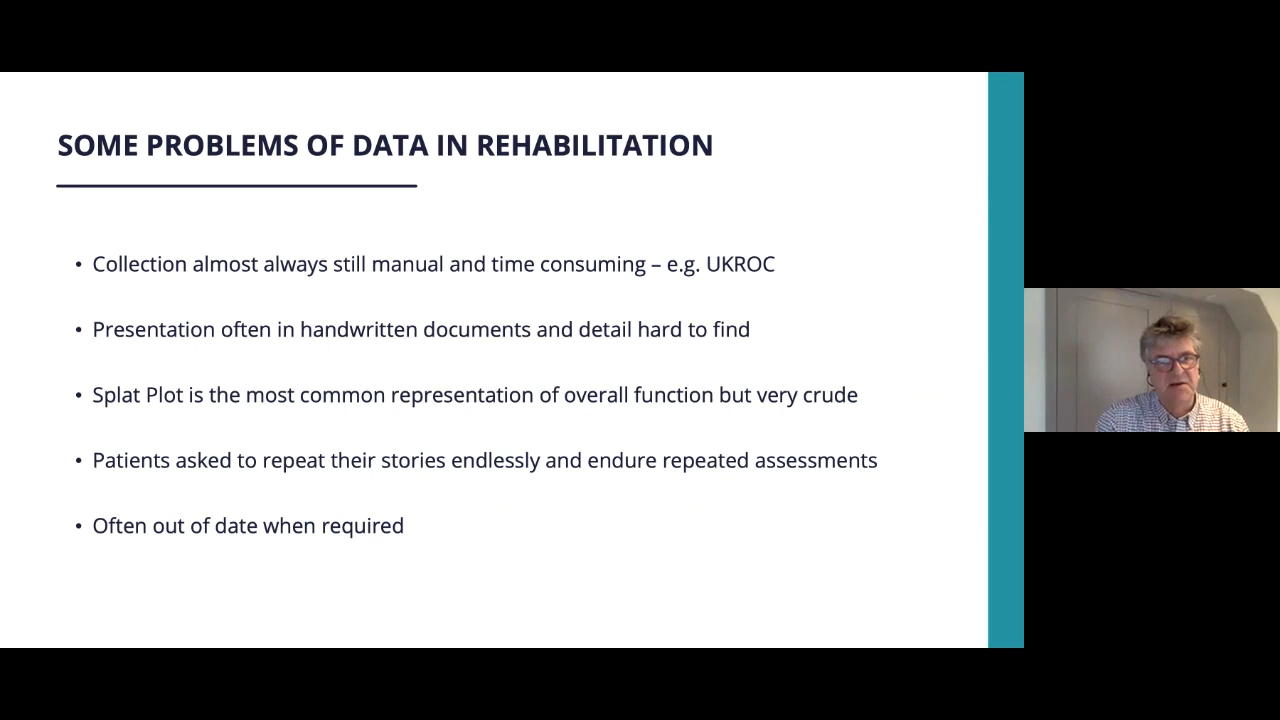 SOME PROBLEMS OF DATA IN REHABILITATION
• Collection almost always still manual and time consuming – e.g. UKROC
• Presentation often in handwritten documents and detail hard to find
• Splat Plot is the most common representation of overall function but very crude
• Patients asked to repeat their stories endlessly and endure repeated assessments
• Often out of date when required